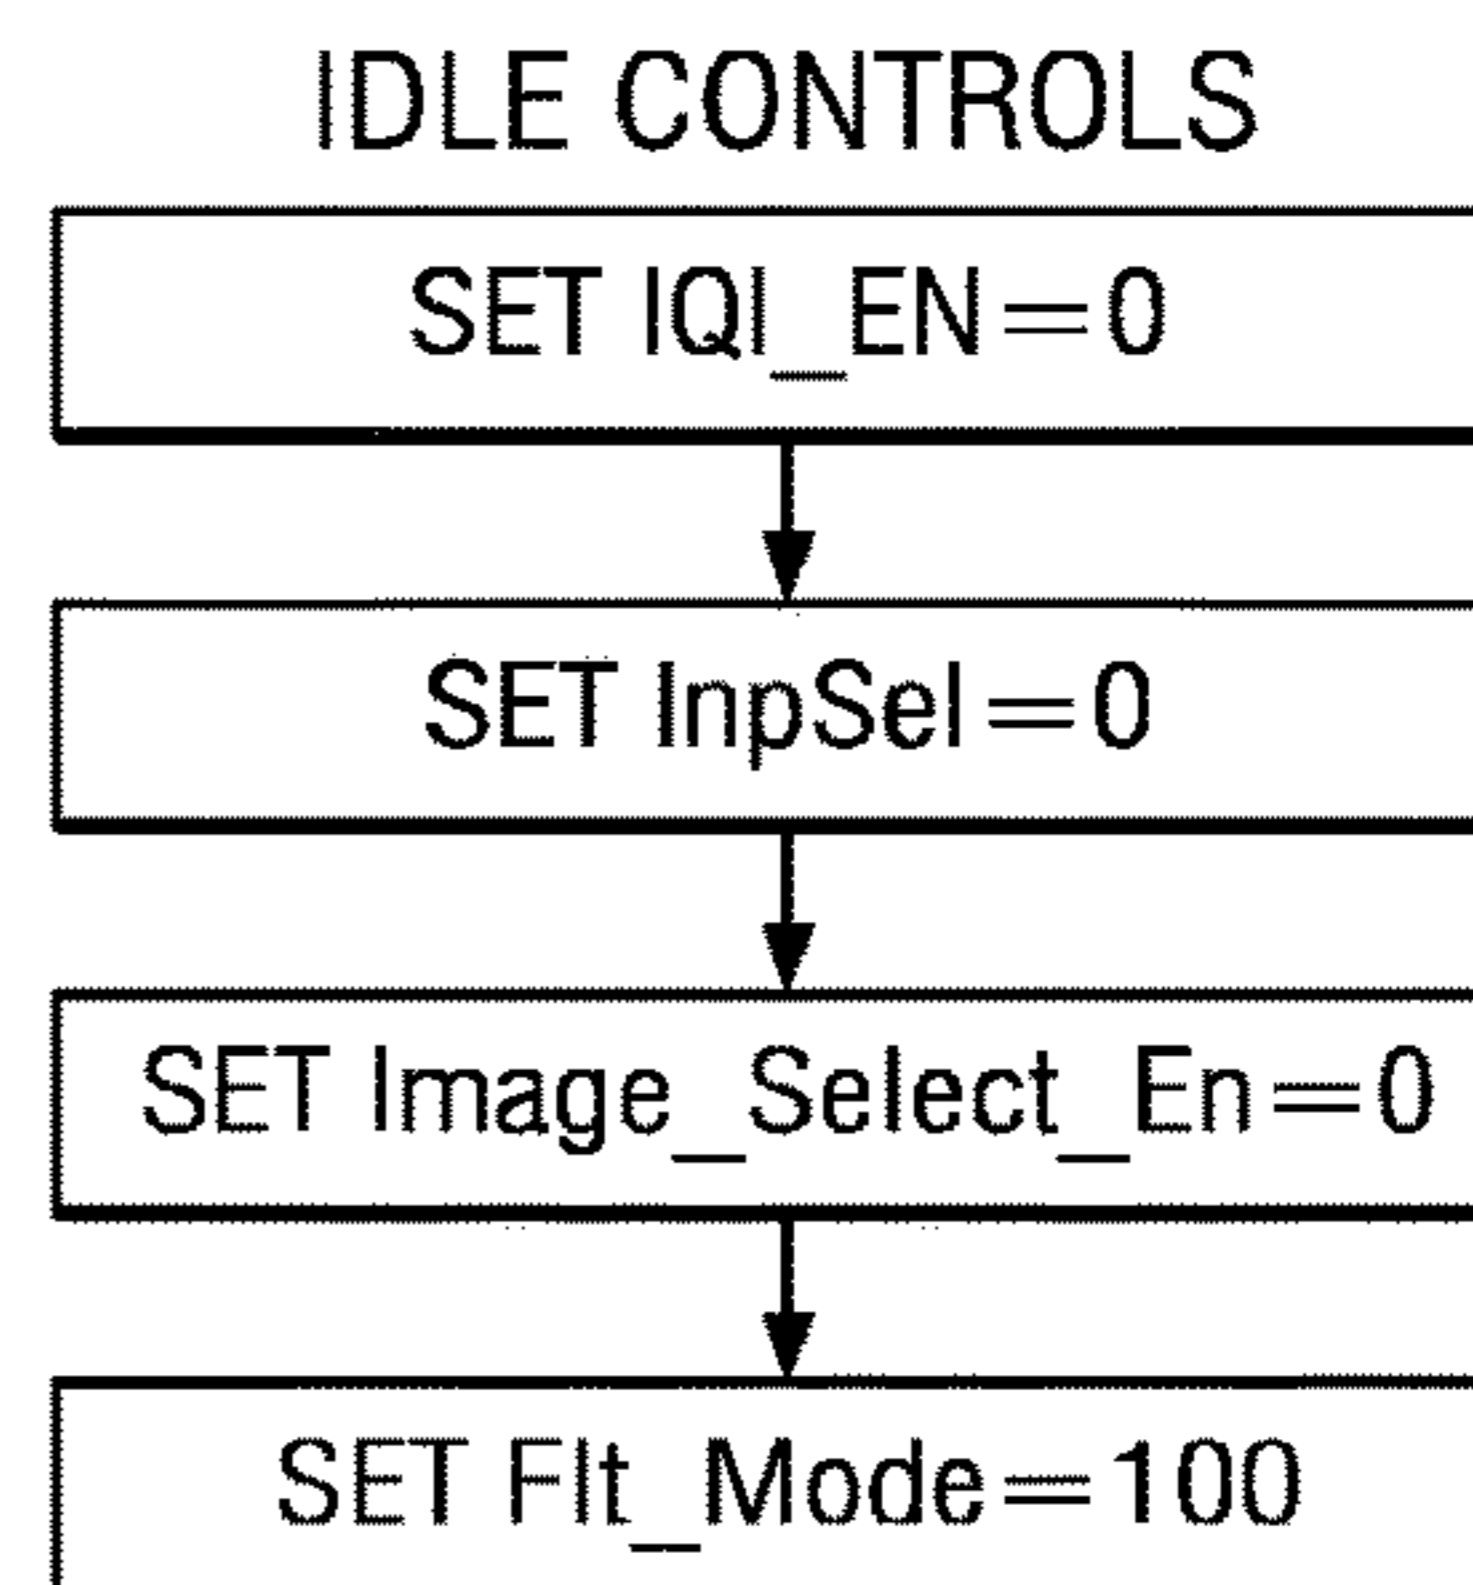 IDLE CONTROLS
SET IQI_EN=0
SET InpSel=0
SET Image_Select_En=0
SET Flt_Mode=100